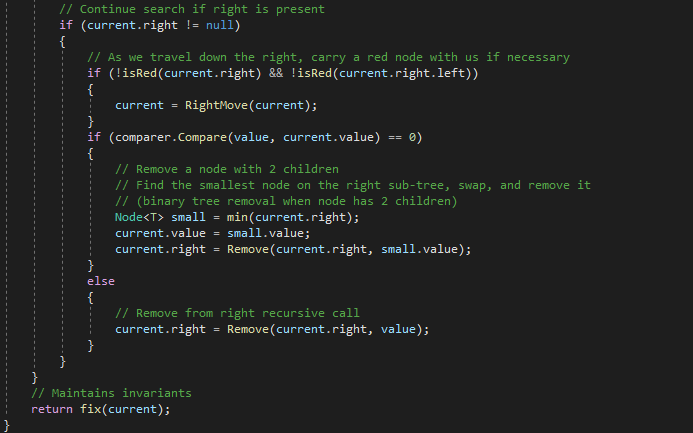 // Continue search if right is present
if (current.right != null)
{
// As we travel down the right, carry a red node with us if necessary
if (!isRed(current.right) && !isRed(current.right.left))
{
current = RightMove(current);
}
if (comparer.Compare(value, current.value) == 0)
{
// Remove a node with 2 children
// Find the smallest node on the right sub-tree, swap, and remove it
// (binary tree removal when node has 2 children)
Node<T> small = min(current.right);
current.value = small.value;
current.right = Remove(current.right, small.value);
}
else
{
// Remove from right recursive call
current.right = Remove(current.right, value);
}
}
}
// Maintains invariants
return fix(current);
}